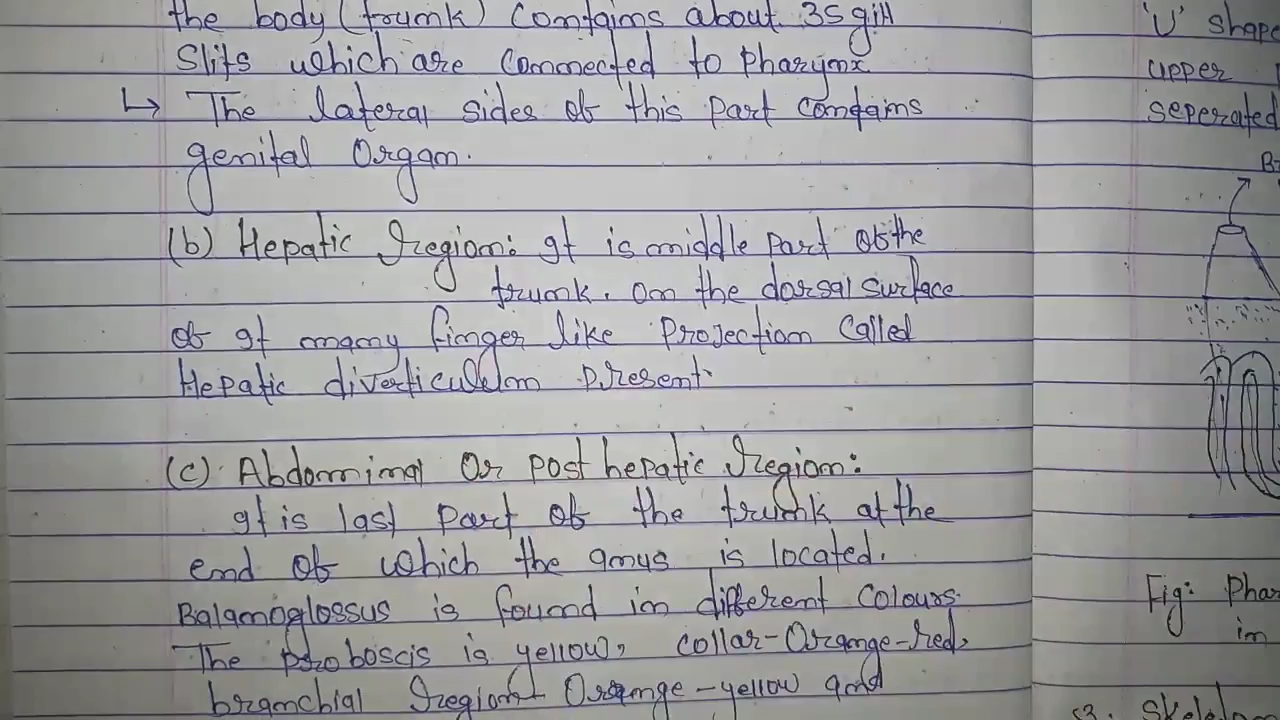 the body (trunk) contains about 35 gill
Slits which are connected to Pharynx
↳ The lateral sides of this part contains
genital Organ.
(b) Hepatic region: It is middle part of the
trunk. On the dorsal surface
of it many finger like projection called
Hepatic diverticulum present.
(c) Abdominal Or post hepatic region:
It is last part of the trunk at the
end of which the anus is located.
Balanoglossus is found in different colours.
The proboscis is yellow, collar-Orange-red,
branchial region Orange-yellow and
'U' shape
upper
seperated
Fig: Phar
in